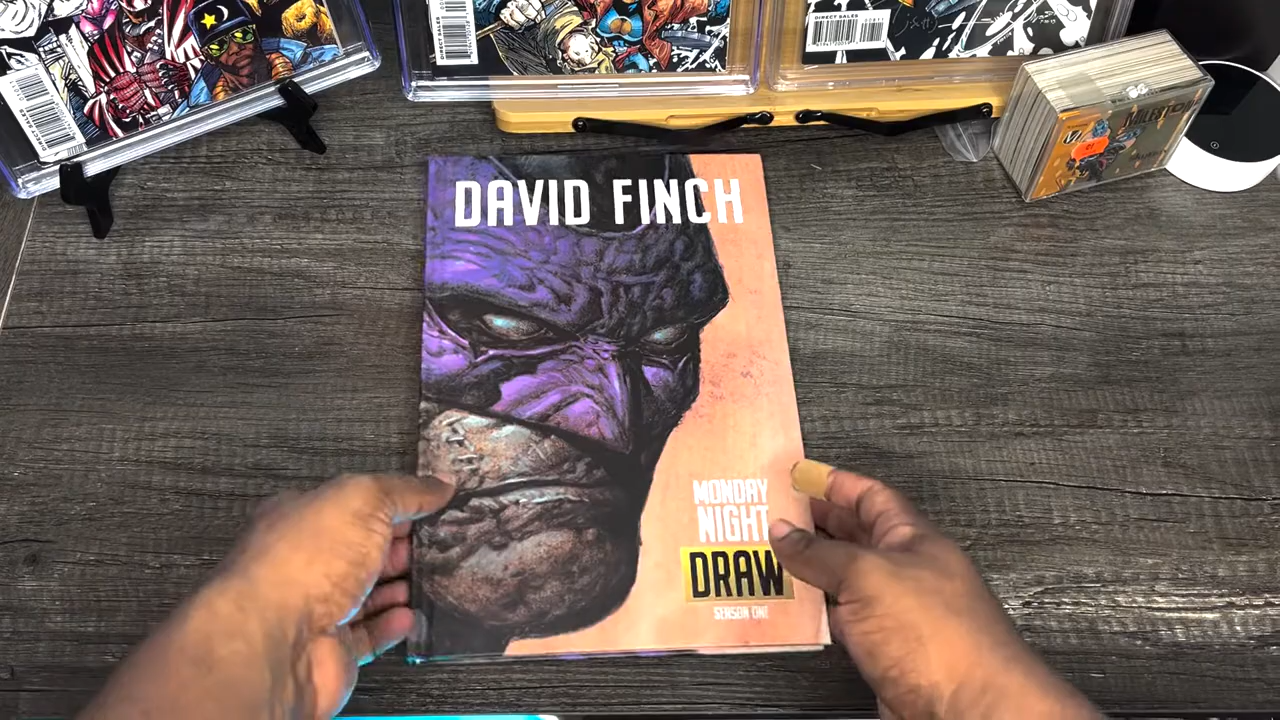 DIRECT SALES
DIRECT SALES
DAVID FINCH
MONDAY
NIGHT
DRAW
SEASON ONE